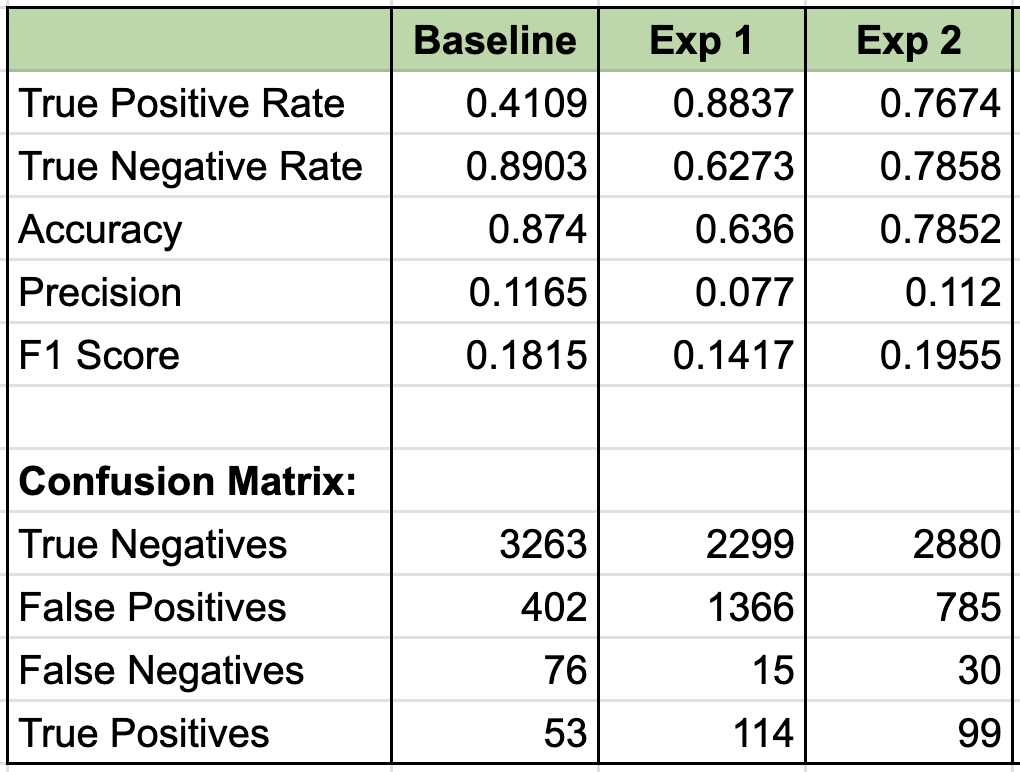 Baseline Exp 1 Exp 2
True Positive Rate 0.4109 0.8837 0.7674
True Negative Rate 0.8903 0.6273 0.7858
Accuracy 0.874 0.636 0.7852
Precision 0.1165 0.077 0.112
F1 Score 0.1815 0.1417 0.1955
Confusion Matrix:
True Negatives 3263 2299 2880
False Positives 402 1366 785
False Negatives 76 15 30
True Positives 53 114 99